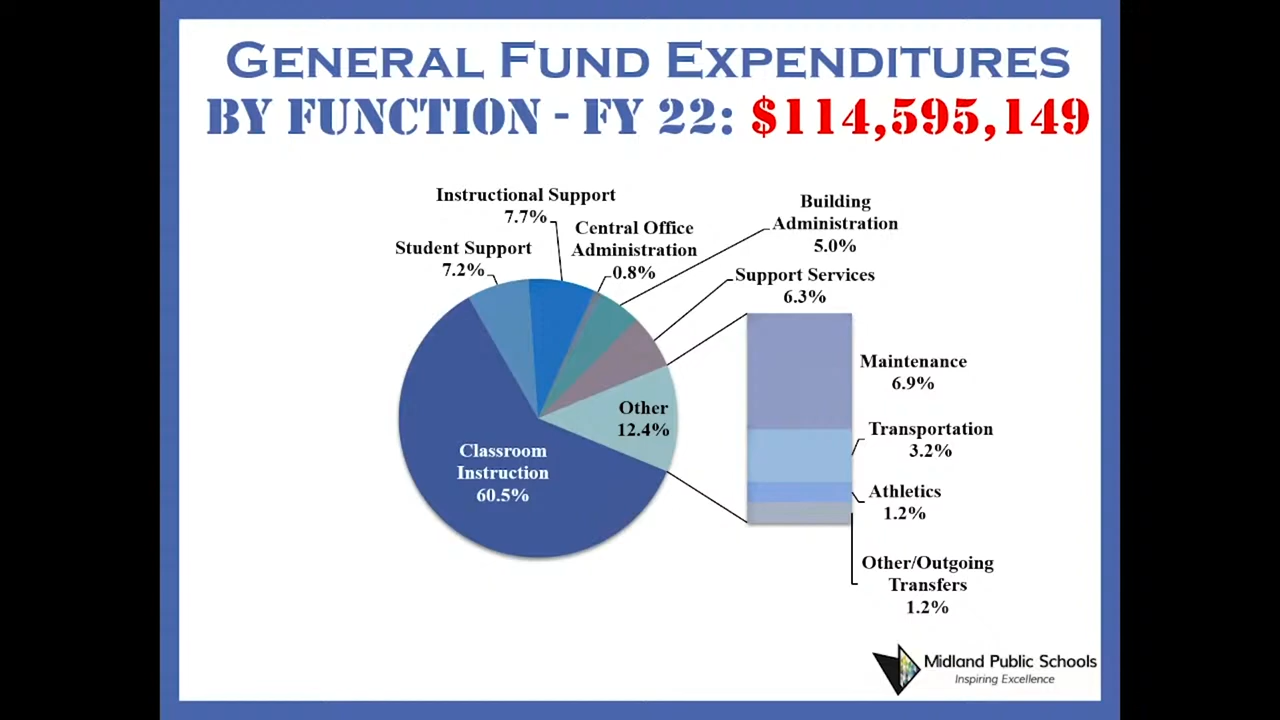 GENERAL FUND EXPENDITURES
BY FUNCTION - FY 22: $114,595,149
Instructional Support
7.7%
Student Support
7.2%
Central Office
Administration
0.8%
Building
Administration
5.0%
Support Services
6.3%
Other
12.4%
Classroom
Instruction
60.5%
Maintenance
6.9%
Transportation
3.2%
Athletics
1.2%
Other/Outgoing
Transfers
1.2%
Midland Public Schools
Inspiring Excellence